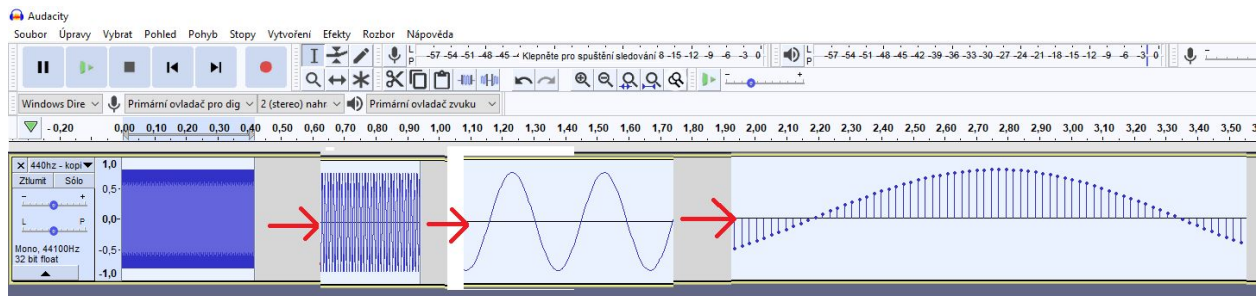 Audacity
Soubor Úpravy Vybrat Pohled Pohyb Stopy Vytvoření Efekty Rozbor Nápověda
L -57 -54 -51 -48 -45 Klepněte pro spuštění sledování 8 -15 -12 -9 -6 -3 0
P
L -57 -54 -51 -48 -45 -42 -39 -36 -33 -30 -27 -24 -21 -18 -15 -12 -9 -6 -3 0
P
Windows Dire Primární ovladač pro dig 2 (stereo) nahr Primární ovladač zvuku
- 0,20 0,00 0,10 0,20 0,30 0,40 0,50 0,60 0,70 0,80 0,90 1,00 1,10 1,20 1,30 1,40 1,50 1,60 1,70 1,80 1,90 2,00 2,10 2,20 2,30 2,40 2,50 2,60 2,70 2,80 2,90 3,00 3,10 3,20 3,30 3,40 3,50
440hz - kopi
Ztlumit Sólo
- +
L P
Mono, 44100Hz
32 bit float
1,0
0,5-
0,0-
-0,5-
-1,0